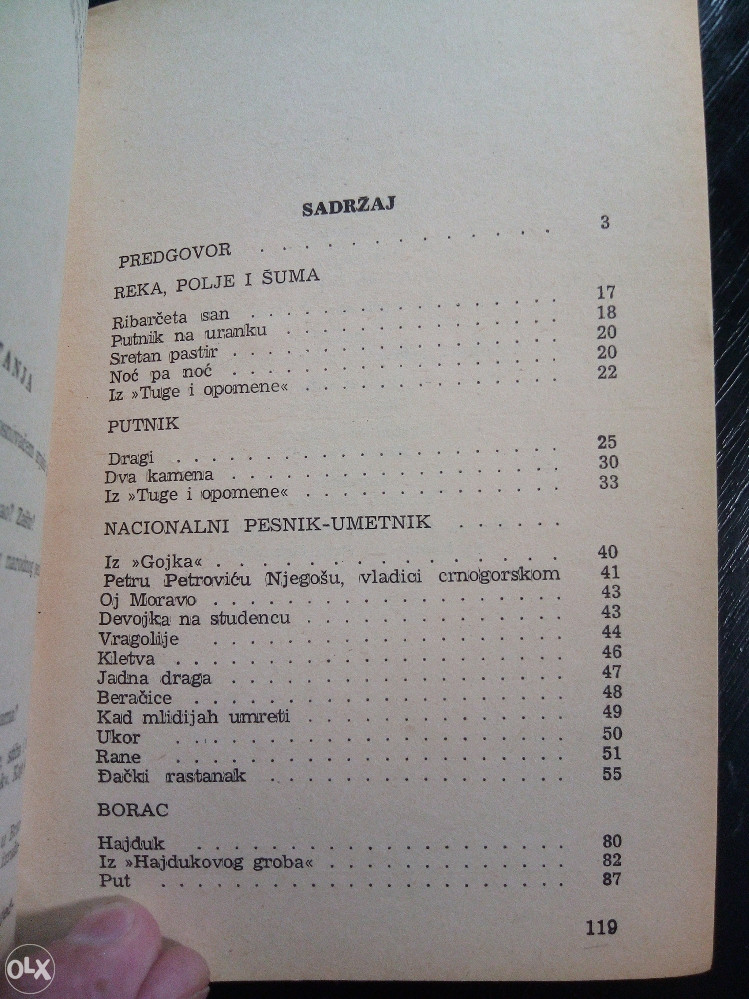 SADRŽAJ
PREDGOVOR . . . . . . . . . . . . . 3
REKA, POLJE I ŠUMA
Ribarčeta san . . . . . . . . . . . . . . 17
Putnik na uranku . . . . . . . . . . . . 18
Sretan pastir . . . . . . . . . . . . . . . 20
Noć pa noć . . . . . . . . . . . . . . . 20
Iz »Tuge i opomene« . . . . . . . . . . . 22
PUTNIK
Dragi . . . . . . . . . . . . . . . . . 25
Dva kamena . . . . . . . . . . . . . . . 30
Iz »Tuge i opomene« . . . . . . . . . . . 33
NACIONALNI PESNIK-UMETNIK . . . . . .
Iz »Gojka« . . . . . . . . . . . . . . . . 40
Petru Petroviću Njegošu, vladici crnogorskom 41
Oj Moravo . . . . . . . . . . . . . . . . 43
Devojka na studencu . . . . . . . . . . . 43
Vragolije . . . . . . . . . . . . . . . . 44
Kletva . . . . . . . . . . . . . . . . . . 46
Jadna draga . . . . . . . . . . . . . . . 47
Beračice . . . . . . . . . . . . . . . . . 48
Kad mlidijah umreti . . . . . . . . . . . 49
Ukor . . . . . . . . . . . . . . . . . . 50
Rane . . . . . . . . . . . . . . . . . . 51
Đački rastanak . . . . . . . . . . . . . . 55
BORAC
Hajduk . . . . . . . . . . . . . . . . . 80
Iz »Hajdukovog groba« . . . . . . . . . . 82
Put . . . . . . . . . . . . . . . . . . . 87
119
OLX